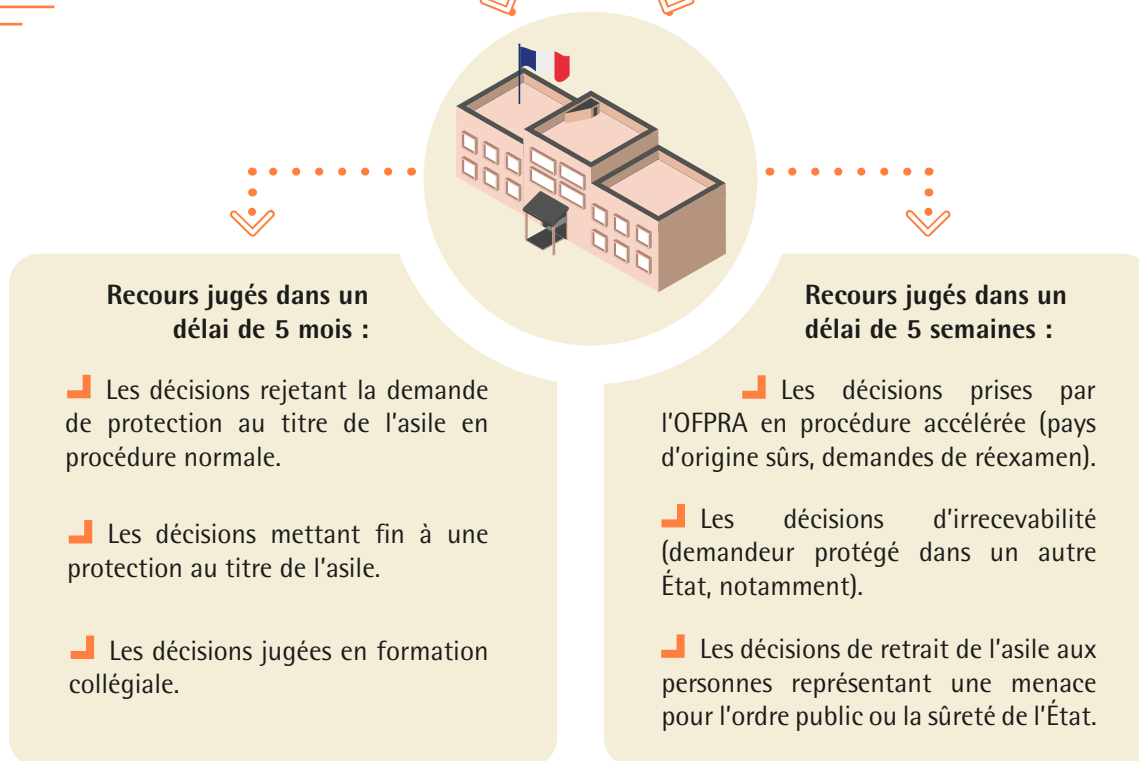 Recours jugés dans un
délai de 5 mois :
Les décisions rejetant la demande
de protection au titre de l'asile en
procédure normale.
Les décisions mettant fin à une
protection au titre de l'asile.
Les décisions jugées en formation
collégiale.
Recours jugés dans un
délai de 5 semaines :
Les décisions prises par
l'OFPRA en procédure accélérée (pays
d'origine sûrs, demandes de réexamen).
Les décisions d'irrecevabilité
(demandeur protégé dans un autre
État, notamment).
Les décisions de retrait de l'asile aux
personnes représentant une menace
pour l'ordre public ou la sûreté de l'État.